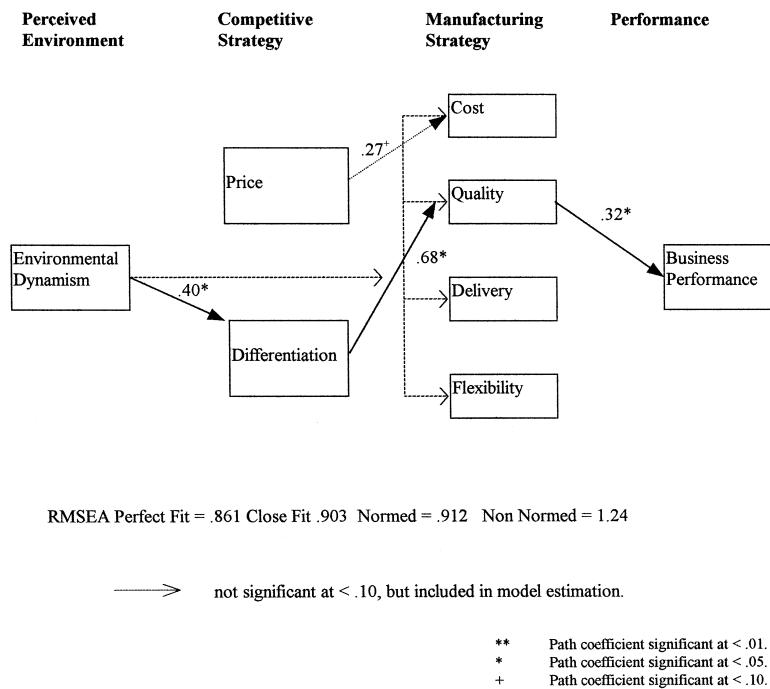 Perceived Environment
Competitive Strategy
Manufacturing Strategy
Performance
Cost
.27+
Price
Quality
.32*
Environmental Dynamism
.68*
Business Performance
.40*
Delivery
Differentiation
Flexibility
RMSEA Perfect Fit = .861 Close Fit .903 Normed = .912 Non Normed = 1.24
not significant at < .10, but included in model estimation.
** Path coefficient significant at < .01.
* Path coefficient significant at < .05.
+ Path coefficient significant at < .10.